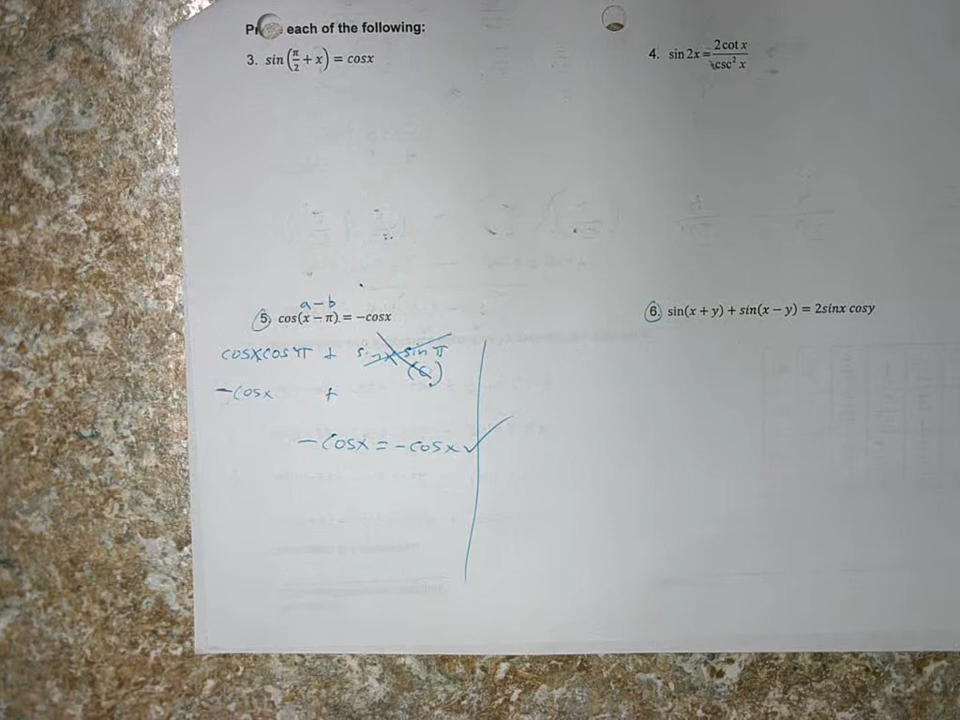 each of the following:
3. sin(π/2 + x) = cosx
4. sin 2x = 2 cot x / csc² x
a-b
5. cos(x − π) = −cosx
6. sin(x + y) + sin(x − y) = 2sinx cosy
cosxcosπ + sinx sin π
(0)
-cosx +
-cosx = -cosx ✓